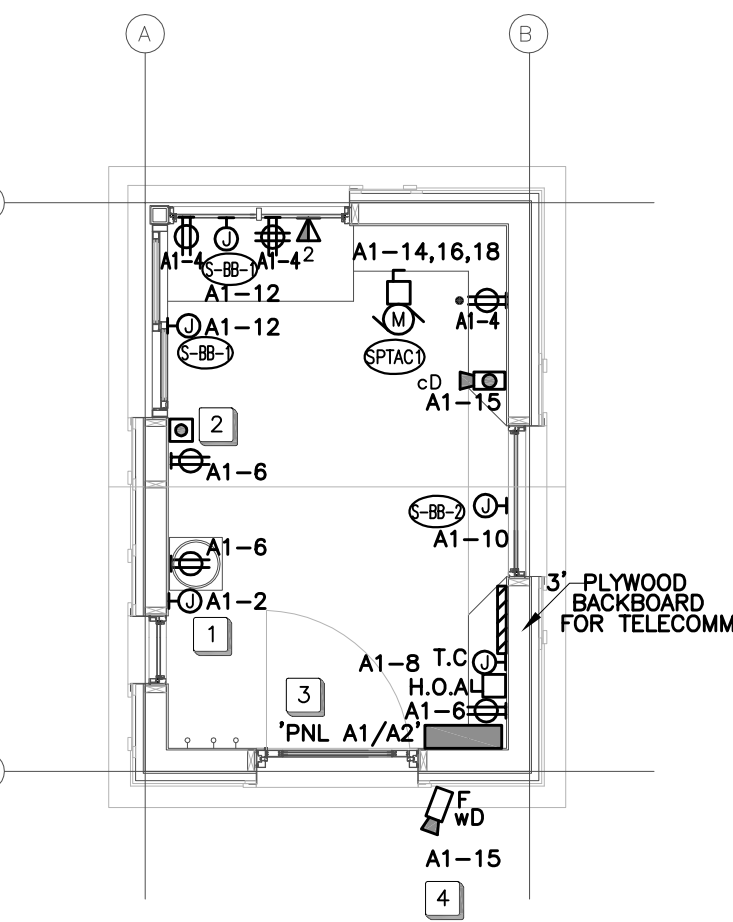 A
B
A1-4
J
A1-4
2
S-BB-1
A1-12
A1-14,16,18
M
SPTAC1
A1-4
J
A1-12
S-BB-1
cD
A1-15
2
A1-6
S-BB-2
J
A1-10
A1-6
J
A1-2
1
3' PLYWOOD
BACKBOARD
FOR TELECOMM
A1-8
T.C
J
H.O.A
3
A1-6
'PNL A1/A2'
F
wD
A1-15
4